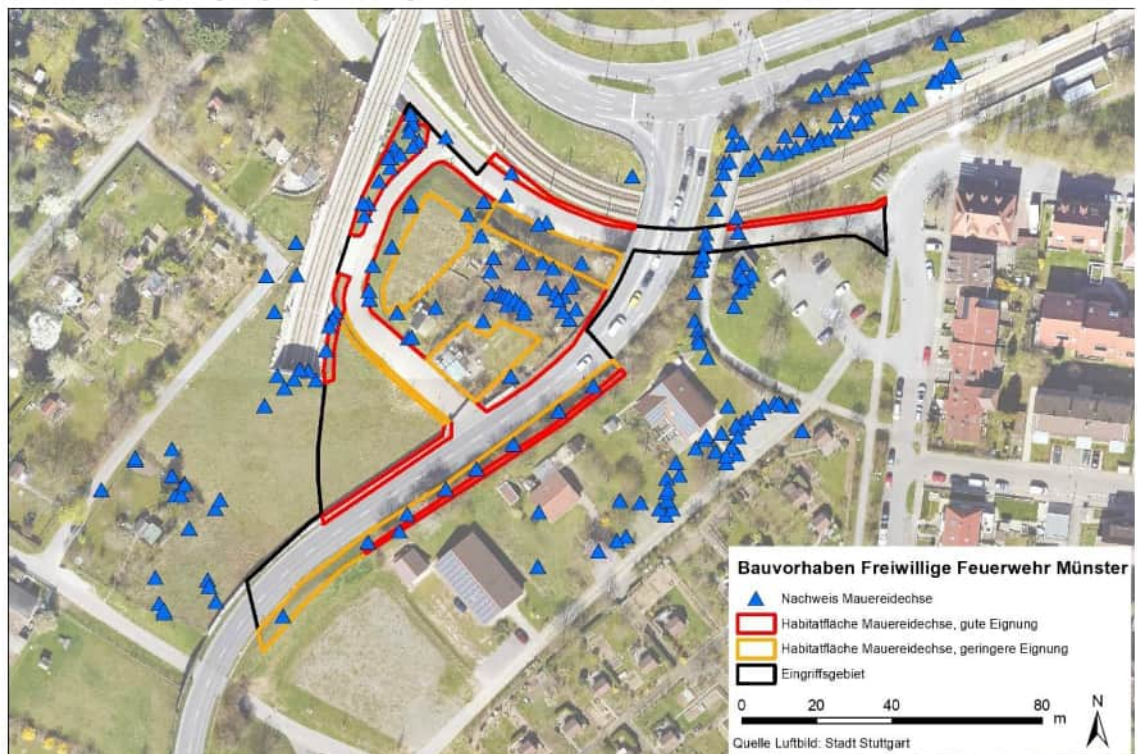 Bauvorhaben Freiwillige Feuerwehr Münster
Nachweis Mauereidechse
Habitatfläche Mauereidechse, gute Eignung
Habitatfläche Mauereidechse, geringere Eignung
Eingriffsgebiet
0 20 40 80
m
N
Quelle Luftbild: Stadt Stuttgart